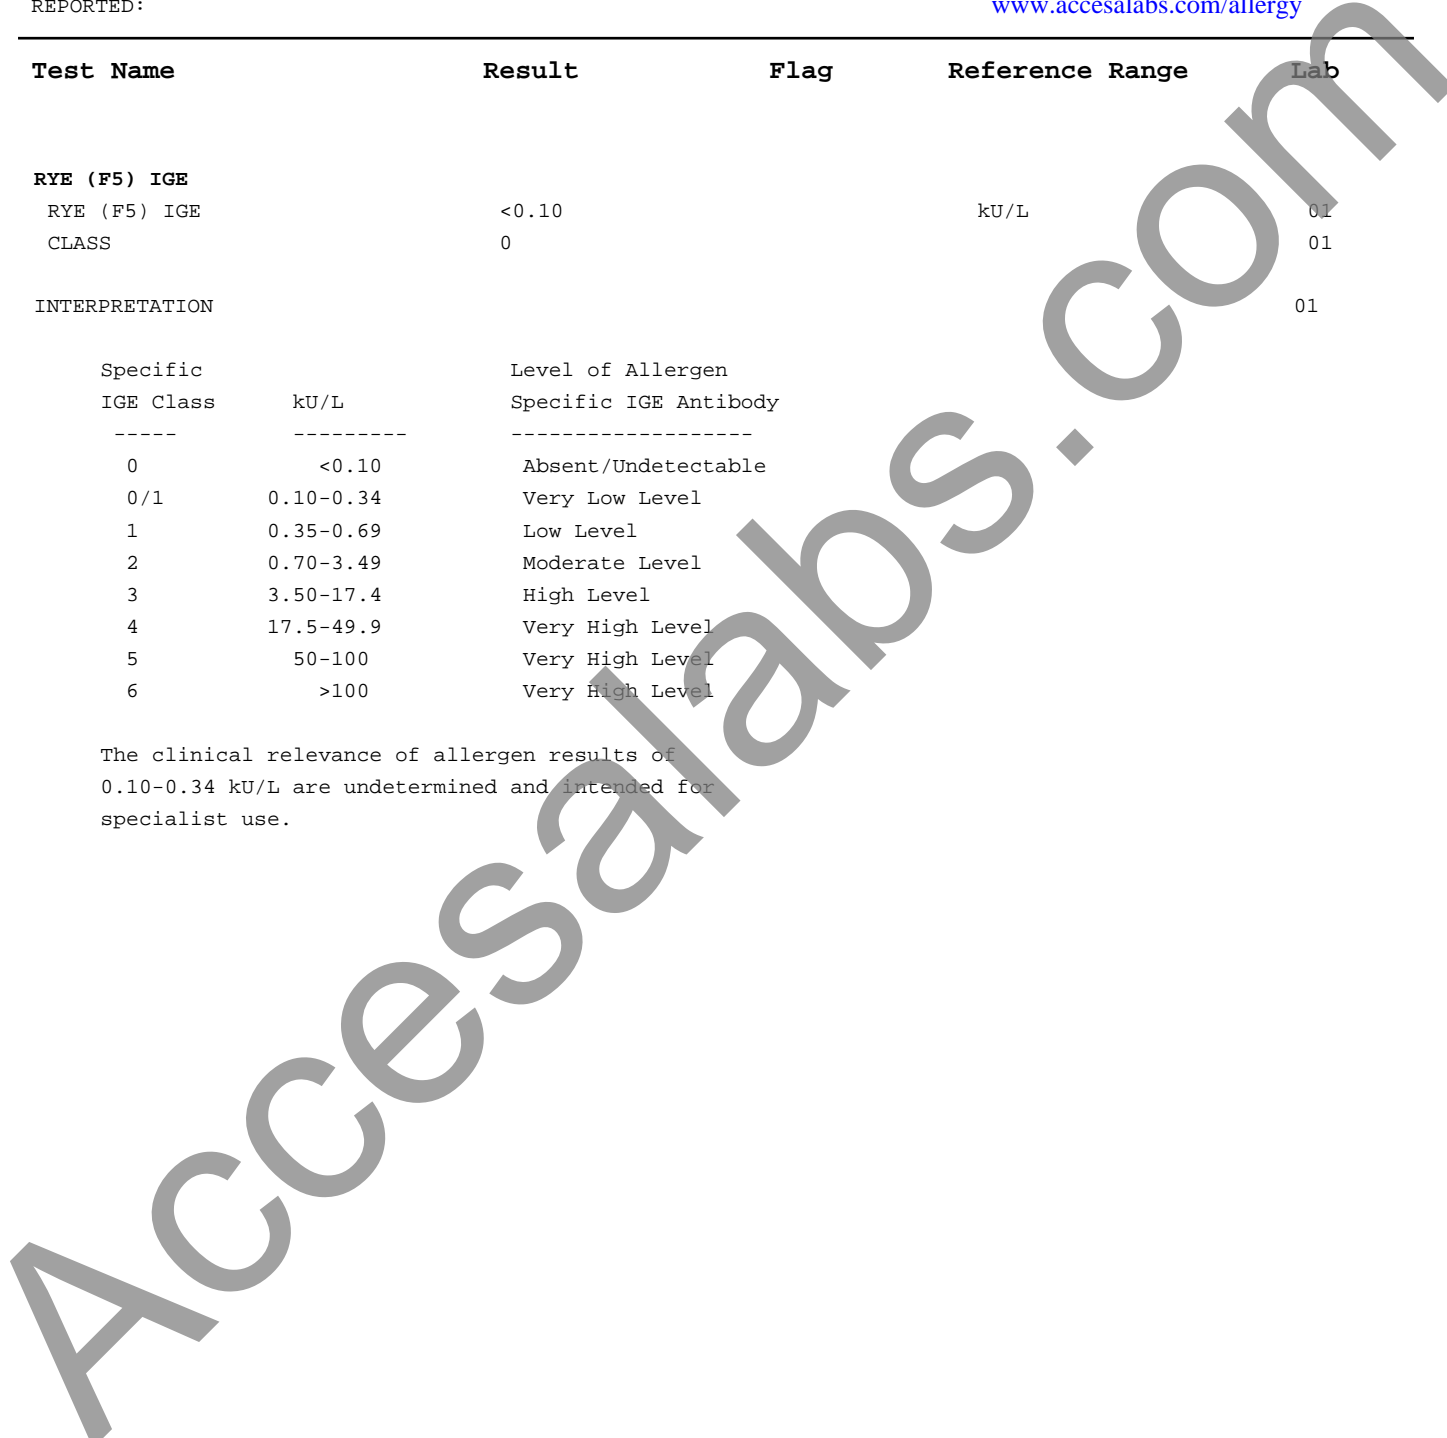 REPORTED: www.accesalabs.com/allergy
Test Name Result Flag Reference Range Lab
RYE (F5) IGE
RYE (F5) IGE <0.10 kU/L 01
CLASS 0 01
INTERPRETATION 01
Specific Level of Allergen
IGE Class kU/L Specific IGE Antibody
----- --------- -------------------
0 <0.10 Absent/Undetectable
0/1 0.10-0.34 Very Low Level
1 0.35-0.69 Low Level
2 0.70-3.49 Moderate Level
3 3.50-17.4 High Level
4 17.5-49.9 Very High Level
5 50-100 Very High Level
6 >100 Very High Level
The clinical relevance of allergen results of
0.10-0.34 kU/L are undetermined and intended for
specialist use.
Accesalabs.com